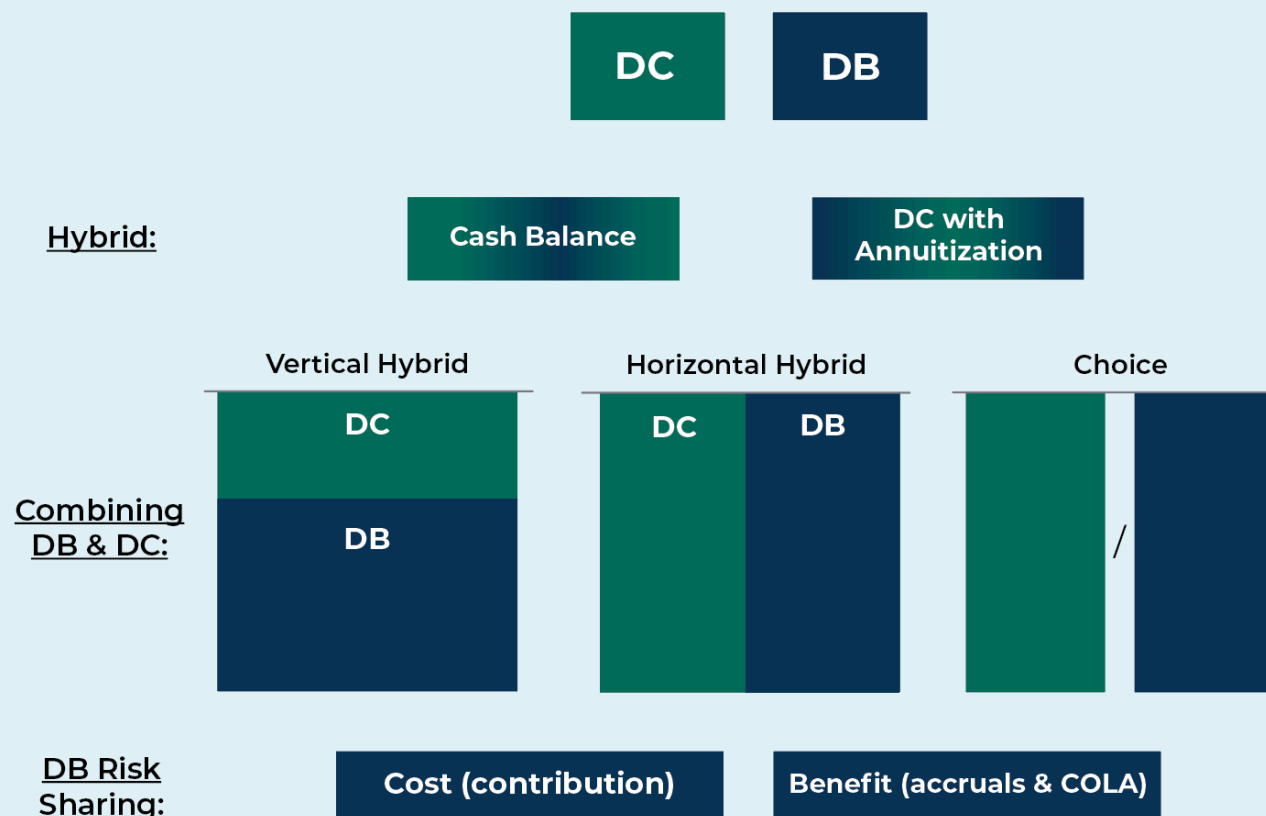 DC
DB
Hybrid:
Cash Balance
DC with
Annuitization
Vertical Hybrid
Horizontal Hybrid
Choice
Combining
DB & DC:
DC
DB
DC
DB
/
DB Risk
Sharing:
Cost (contribution)
Benefit (accruals & COLA)